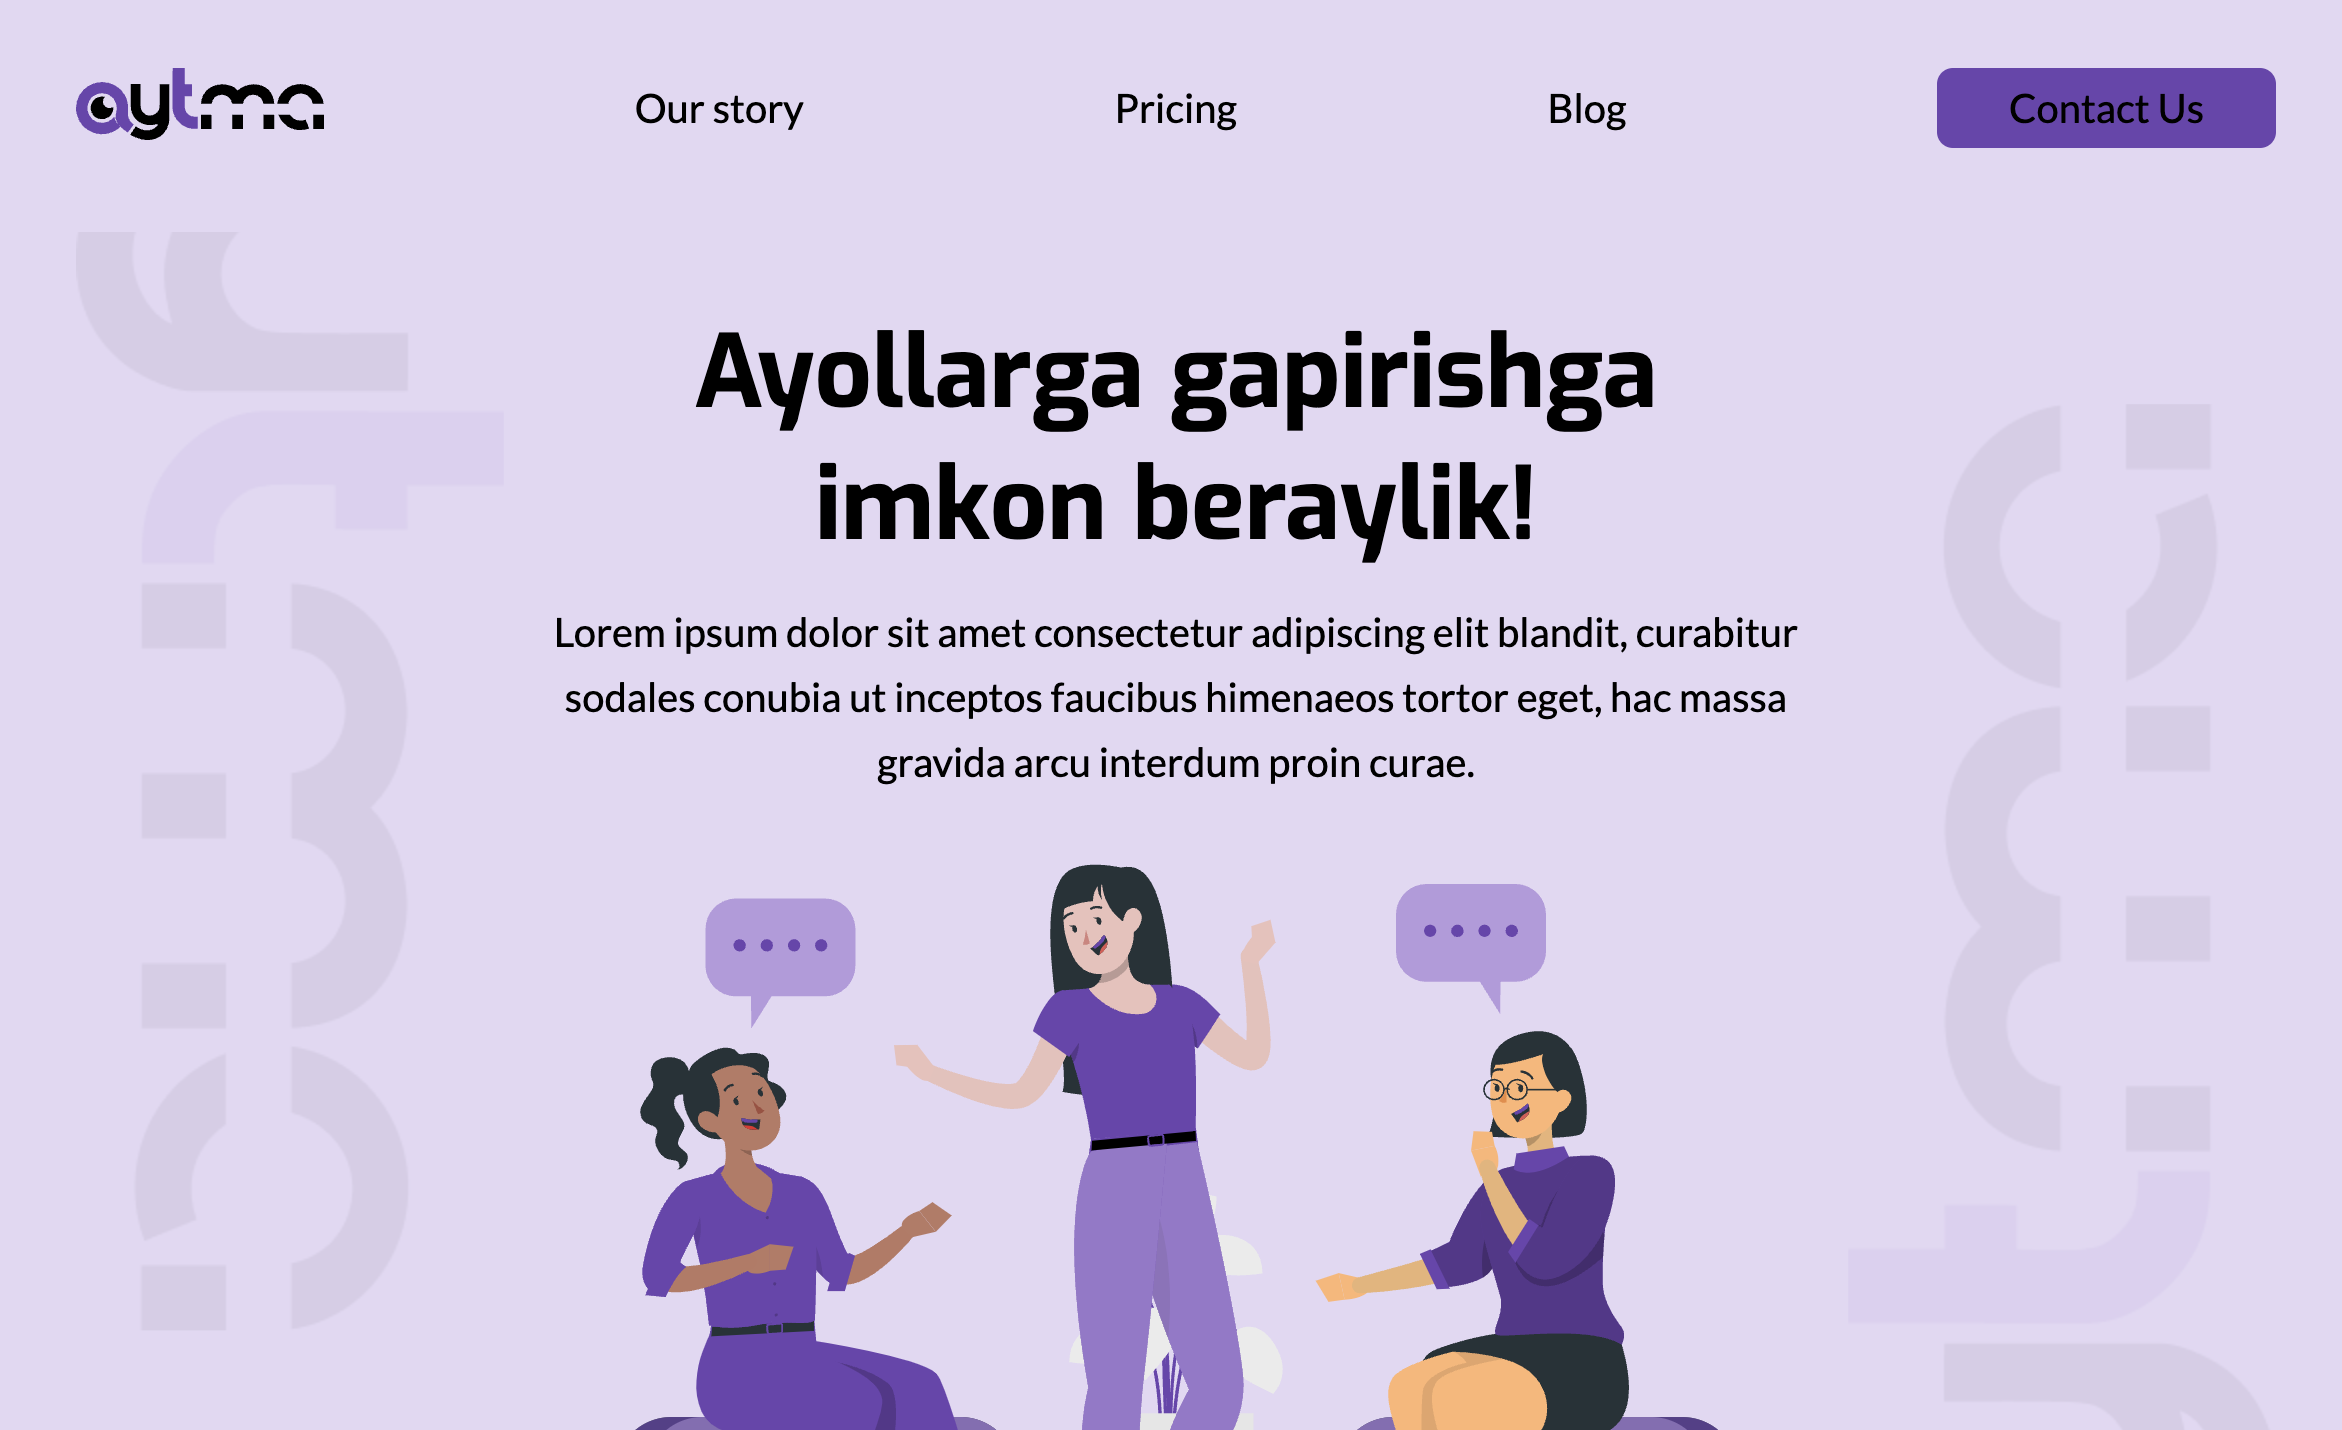 aytma
Our story
Pricing
Blog
Contact Us
Ayollarga gapirishga
imkon beraylik!
Lorem ipsum dolor sit amet consectetur adipiscing elit blandit, curabitur
sodales conubia ut inceptos faucibus himenaeos tortor eget, hac massa
gravida arcu interdum proin curae.